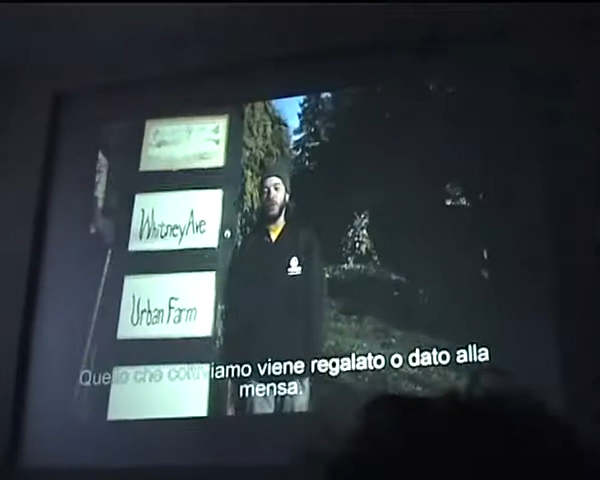 Whitney Ave
Urban Farm
Quello che coltiviamo viene regalato o dato alla
mensa.